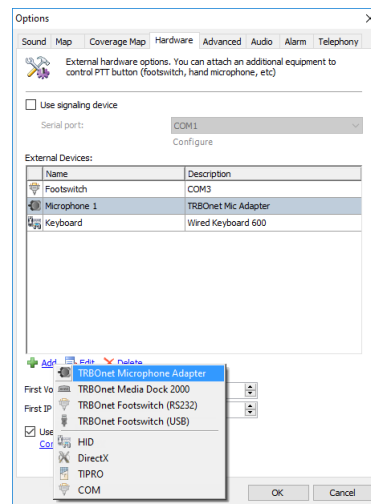 Options
Sound Map Coverage Map Hardware Advanced Audio Alarm Telephony
External hardware options. You can attach an additional equipment to
control PTT button (footswitch, hand microphone, etc)
Use signaling device
Serial port: COM1
Configure
External Devices:
Name Description
Footswitch COM3
Microphone 1 TRBOnet Mic Adapter
Keyboard Wired Keyboard 600
Add Edit Delete
TRBOnet Microphone Adapter
First Vo
TRBOnet Media Dock 2000
First IP
TRBOnet Footswitch (RS232)
TRBOnet Footswitch (USB)
Use
Con
HID
DirectX
TIPRO
COM
OK Cancel